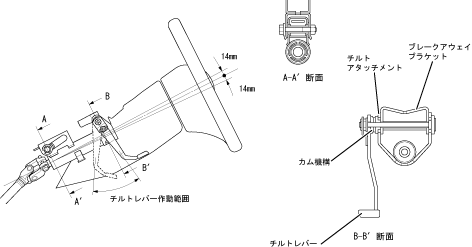 14mm
14mm
A
B
A'
B'
チルトレバー作動範囲
A-A' 断面
チルト
アタッチメント
ブレークアウェイ
ブラケット
カム機構
チルトレバー
B-B' 断面